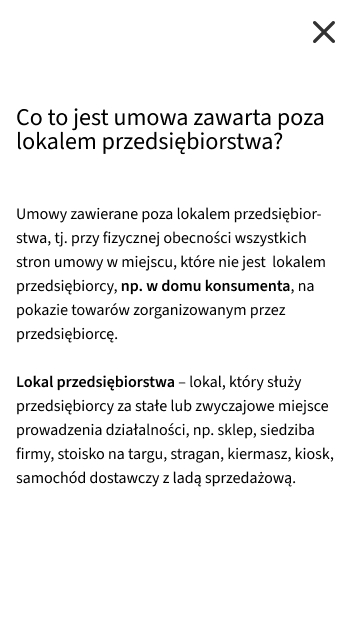 Co to jest umowa zawarta poza
lokalem przedsiębiorstwa?
Umowy zawierane poza lokalem przedsiębior-
stwa, tj. przy fizycznej obecności wszystkich
stron umowy w miejscu, które nie jest lokalem
przedsiębiorcy, np. w domu konsumenta, na
pokazie towarów zorganizowanym przez
przedsiębiorcę.
Lokal przedsiębiorstwa – lokal, który służy
przedsiębiorcy za stałe lub zwyczajowe miejsce
prowadzenia działalności, np. sklep, siedziba
firmy, stoisko na targu, stragan, kiermasz, kiosk,
samochód dostawczy z ladą sprzedażową.